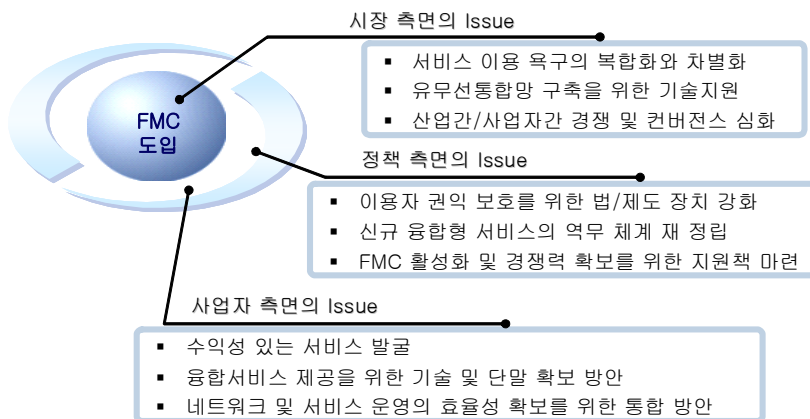 시장 측면의 Issue
▪ 서비스 이용 욕구의 복합화와 차별화
▪ 유무선통합망 구축을 위한 기술지원
▪ 산업간/사업자간 경쟁 및 컨버전스 심화
FMC
도입
정책 측면의 Issue
▪ 이용자 권익 보호를 위한 법/제도 장치 강화
▪ 신규 융합형 서비스의 역무 체계 재 정립
▪ FMC 활성화 및 경쟁력 확보를 위한 지원책 마련
사업자 측면의 Issue
▪ 수익성 있는 서비스 발굴
▪ 융합서비스 제공을 위한 기술 및 단말 확보 방안
▪ 네트워크 및 서비스 운영의 효율성 확보를 위한 통합 방안